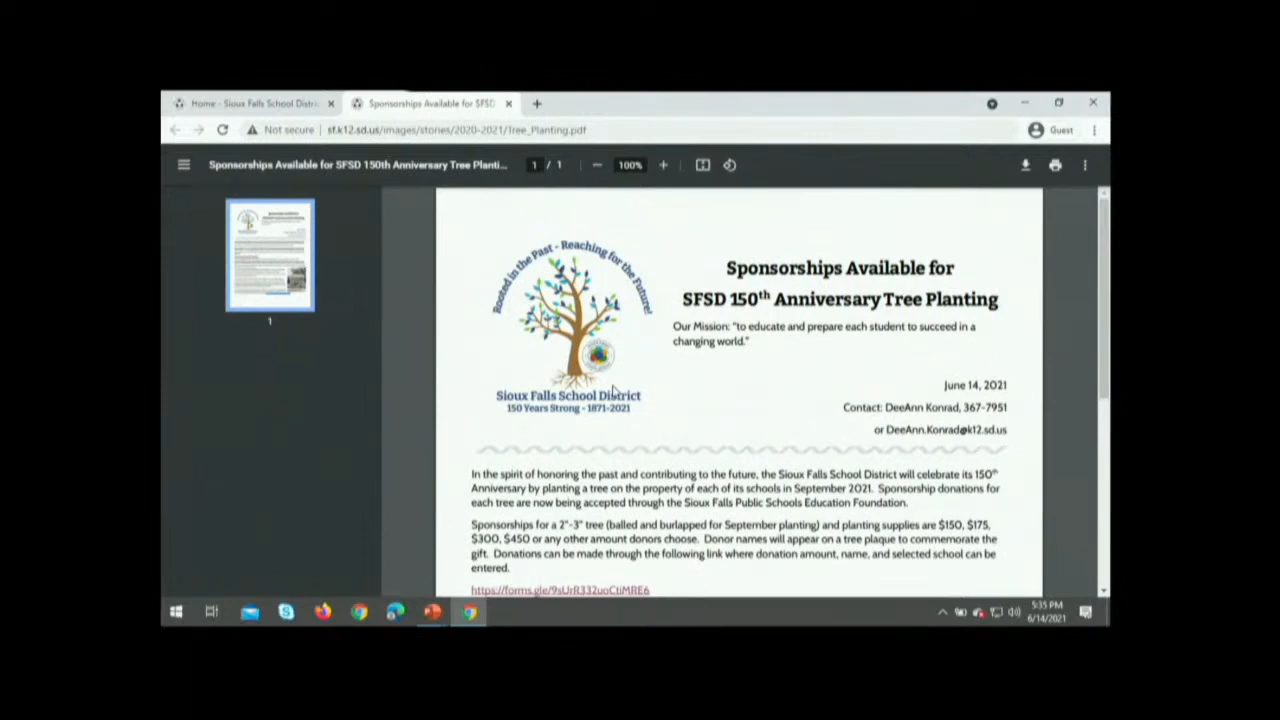 Home - Sioux Falls School Distric
Sponsorships Available for SFSD
Not secure | sf.k12.sd.us/images/stories/2020-2021/Tree_Planting.pdf
Guest
Sponsorships Available for SFSD 150th Anniversary Tree Planti...
1 / 1
100%
1
Rooted in the Past - Reaching for the Future!
Sioux Falls School District
150 Years Strong - 1871-2021
Sponsorships Available for
SFSD 150th Anniversary Tree Planting
Our Mission: "to educate and prepare each student to succeed in a
changing world."
June 14, 2021
Contact: DeeAnn Konrad, 367-7951
or DeeAnn.Konrad@k12.sd.us
In the spirit of honoring the past and contributing to the future, the Sioux Falls School District will celebrate its 150th
Anniversary by planting a tree on the property of each of its schools in September 2021. Sponsorship donations for
each tree are now being accepted through the Sioux Falls Public Schools Education Foundation.
Sponsorships for a 2"-3" tree (balled and burlapped for September planting) and planting supplies are $150, $175,
$300, $450 or any other amount donors choose. Donor names will appear on a tree plaque to commemorate the
gift. Donations can be made through the following link where donation amount, name, and selected school can be
entered.
https://forms.gle/9sUrR332uoCtiMRE6
5:35 PM
6/14/2021